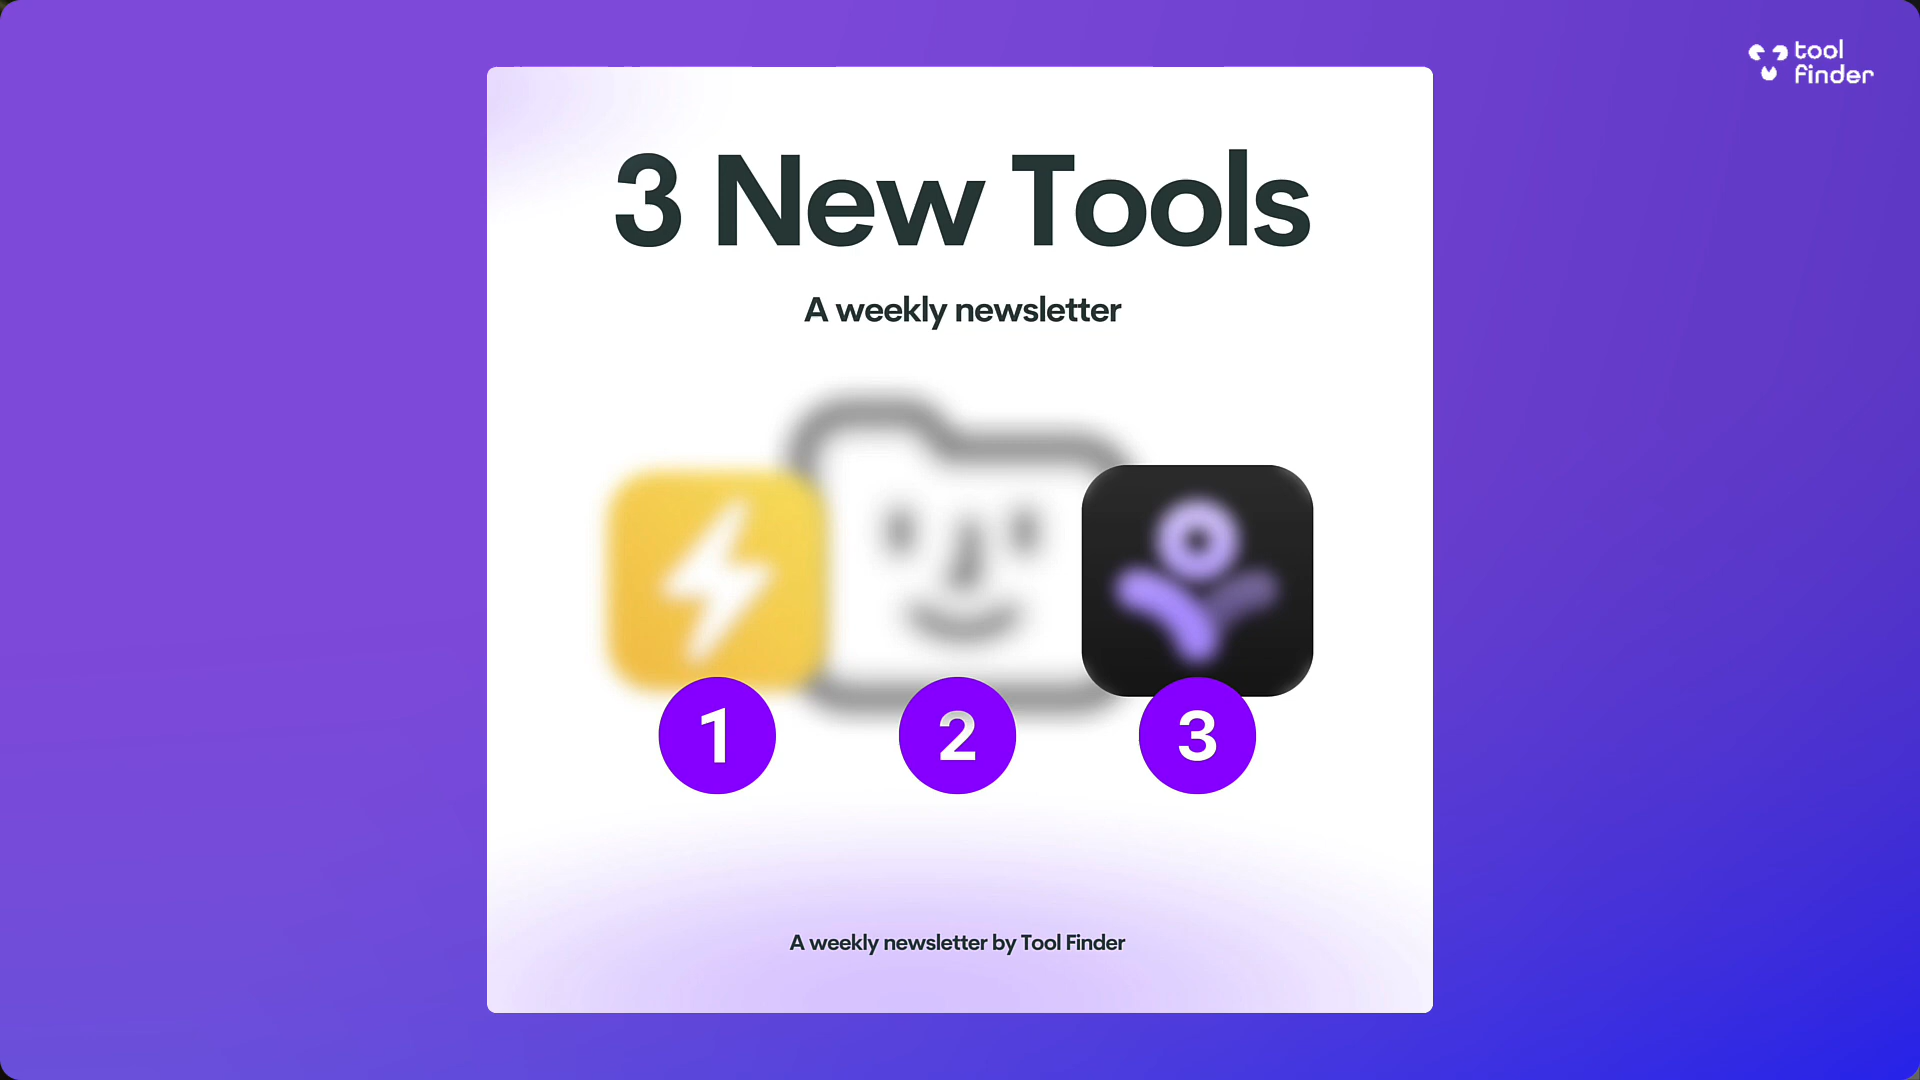 tool
finder
3 New Tools
A weekly newsletter
1
2
3
A weekly newsletter by Tool Finder